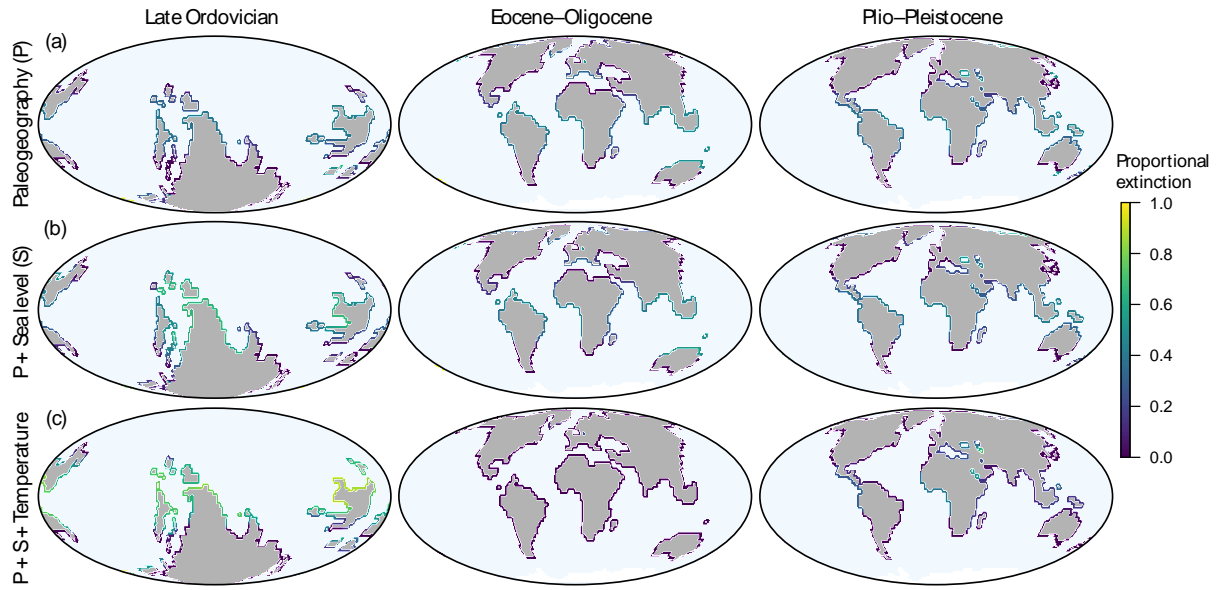 Late Ordovician
Eocene–Oligocene
Plio–Pleistocene
(a)
Paleogeography (P)
(b)
P + Sea level (S)
(c)
P + S + Temperature
Proportional
extinction
1.0
0.8
0.6
0.4
0.2
0.0